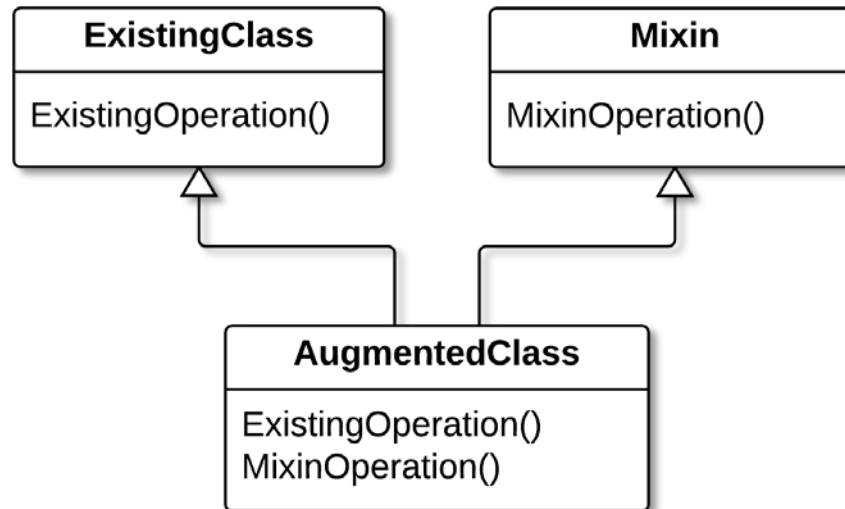 ExistingClass
ExistingOperation()
Mixin
MixinOperation()
AugmentedClass
ExistingOperation()
MixinOperation()